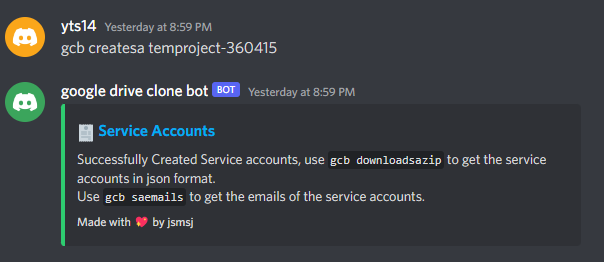 yts14 Yesterday at 8:59 PM
gcb createsa temproject-360415
google drive clone bot BOT Yesterday at 8:59 PM
Service Accounts
Successfully Created Service accounts, use gcb downloadsazip to get the service
accounts in json format.
Use gcb saemails to get the emails of the service accounts.
Made with 💖 by jsmsj